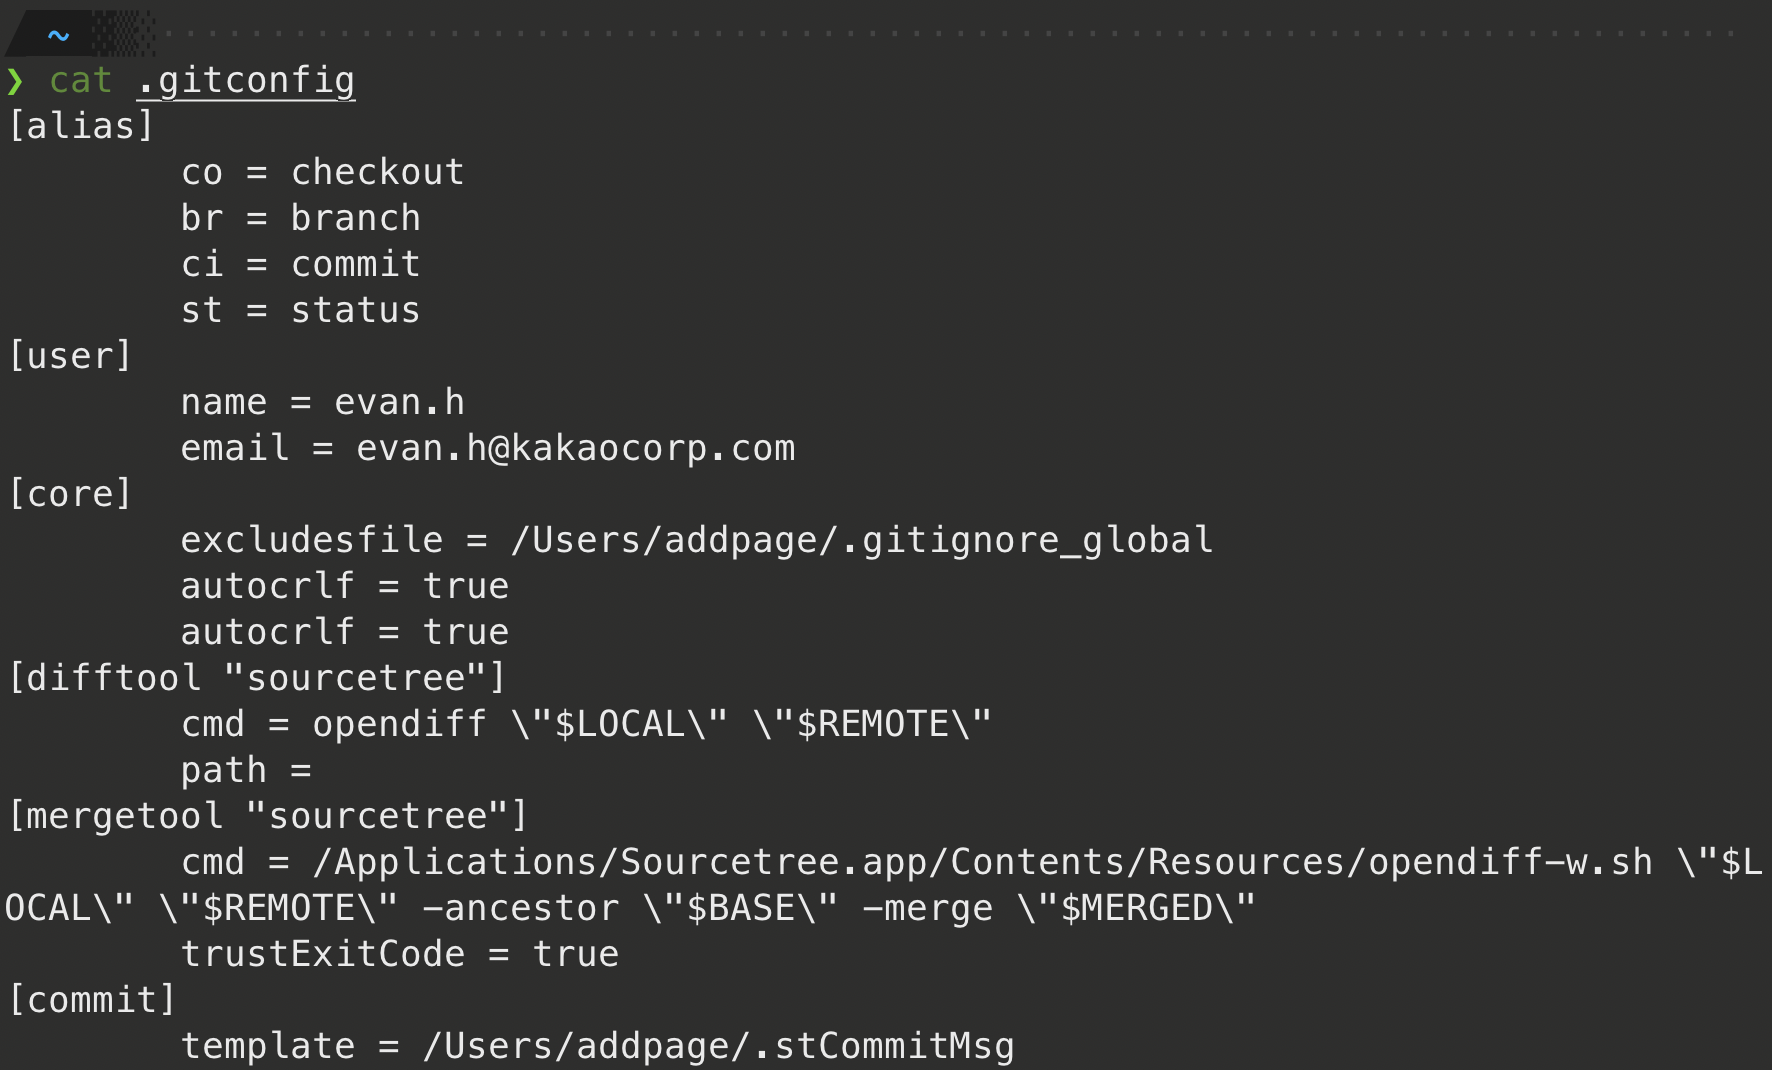 ~
❯ cat .gitconfig
[alias]
        co = checkout
        br = branch
        ci = commit
        st = status
[user]
        name = evan.h
        email = evan.h@kakaocorp.com
[core]
        excludesfile = /Users/addpage/.gitignore_global
        autocrlf = true
        autocrlf = true
[difftool "sourcetree"]
        cmd = opendiff \"$LOCAL\" \"$REMOTE\"
        path =
[mergetool "sourcetree"]
        cmd = /Applications/Sourcetree.app/Contents/Resources/opendiff-w.sh \"$L
OCAL\" \"$REMOTE\" -ancestor \"$BASE\" -merge \"$MERGED\"
        trustExitCode = true
[commit]
        template = /Users/addpage/.stCommitMsg